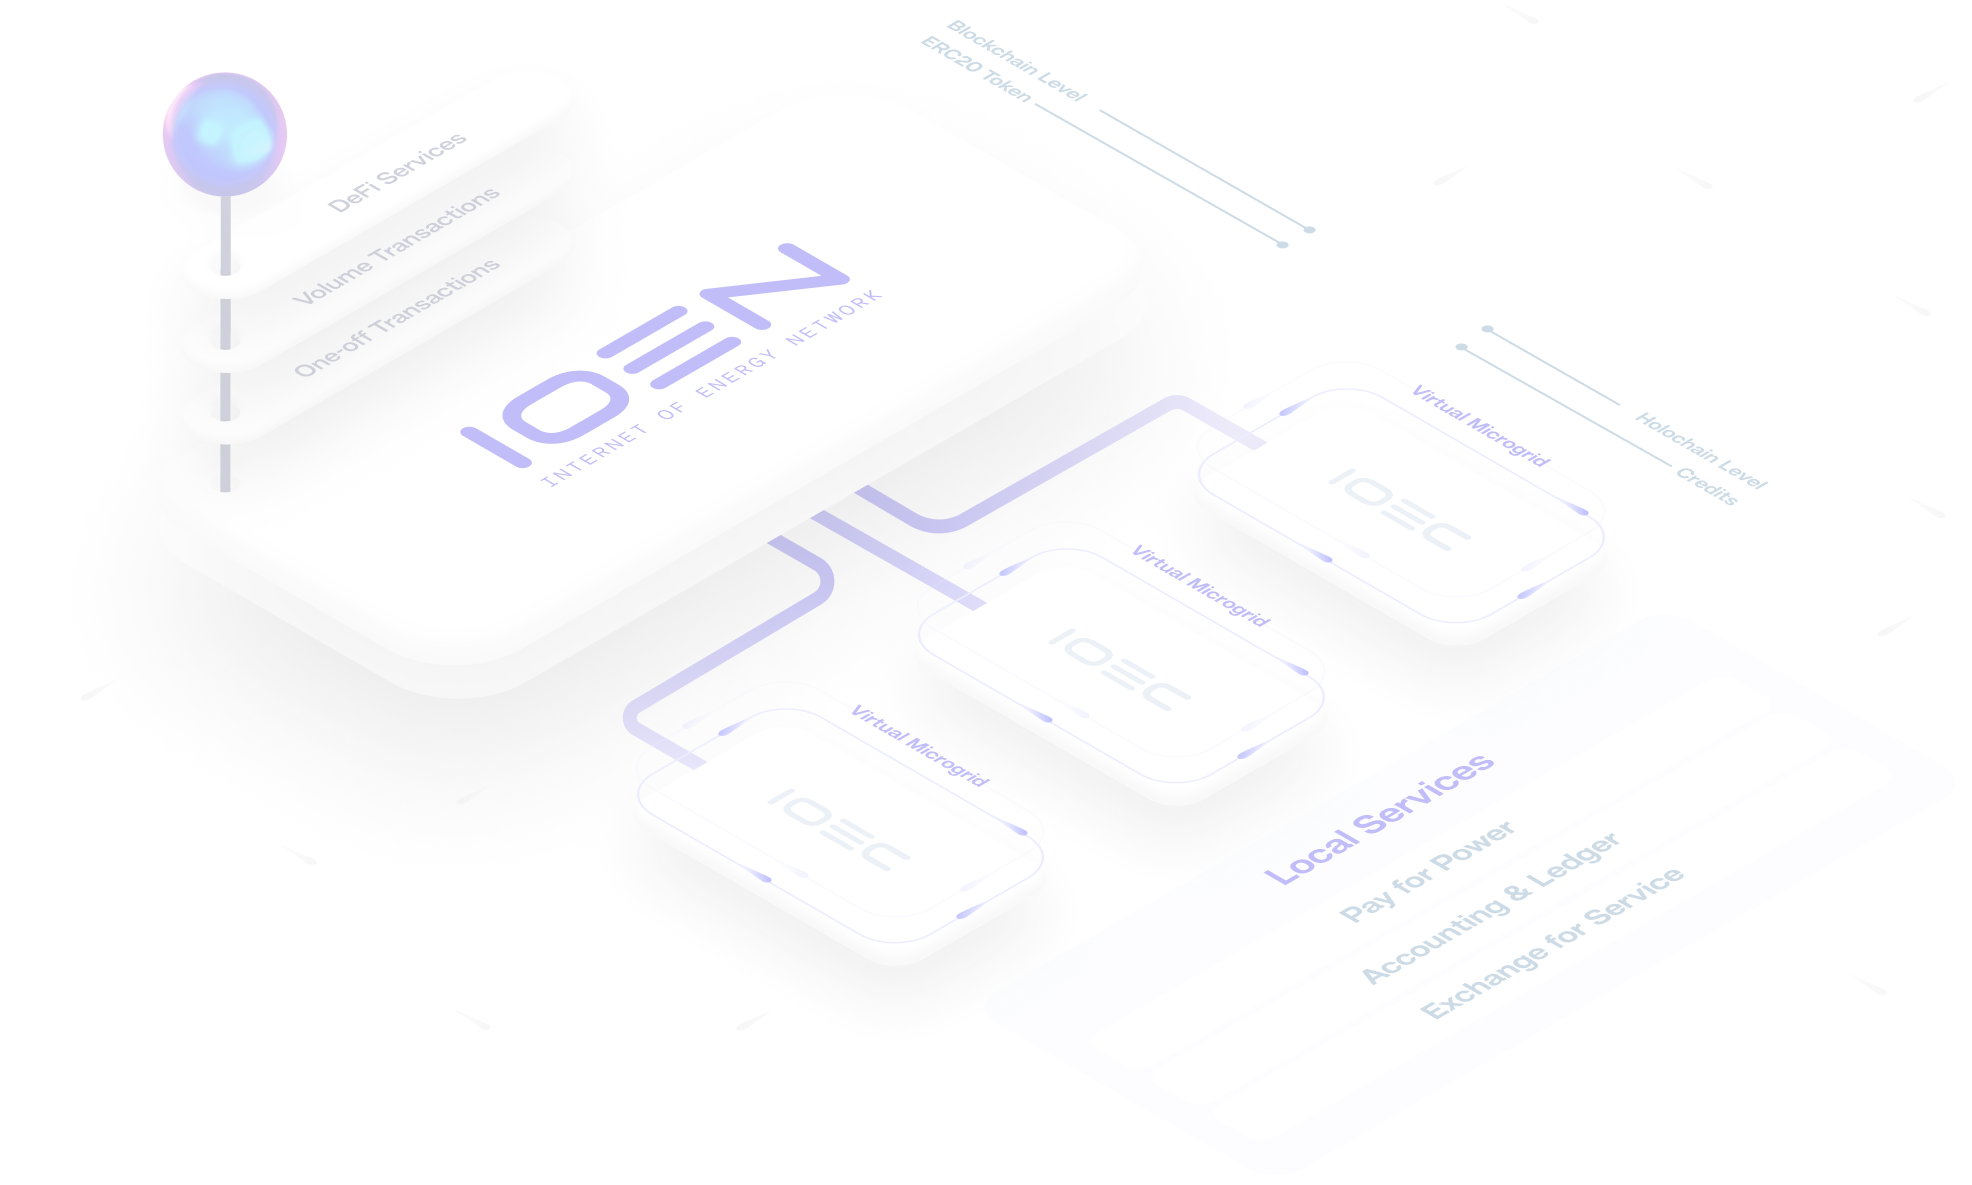 Blockchain Level
ERC20 Token
DeFi Services
Volume Transactions
One-off Transactions
IOEN
INTERNET OF ENERGY NETWORK
Holochain Level
Credits
Virtual Microgrid
IOEC
Virtual Microgrid
IOEC
Virtual Microgrid
IOEC
Local Services
Pay for Power
Accounting & Ledger
Exchange for Service